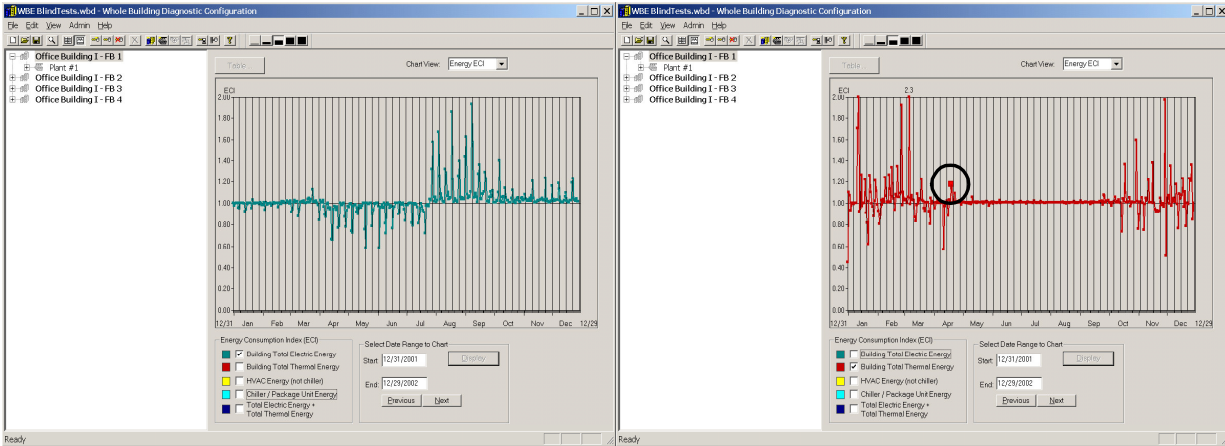 WBE BlindTests.wbd - Whole Building Diagnostic Configuration
File Edit View Admin Help
Office Building I - FB 1
Plant #1
Office Building I - FB 2
Office Building I - FB 3
Office Building I - FB 4
Table...
Chart View: Energy ECI
ECI
2.00
1.80
1.60
1.40
1.20
1.00
0.80
0.60
0.40
0.20
0.00
12/31 Jan Feb Mar Apr May Jun Jul Aug Sep Oct Nov Dec 12/29
Energy Consumption Index (ECI)
Building Total Electric Energy
Building Total Thermal Energy
HVAC Energy (not chiller)
Chiller / Package Unit Energy
Total Electric Energy +
Total Thermal Energy
Select Date Range to Chart
Start: 12/31/2001
Display
End: 12/29/2002
Previous Next
Ready
WBE BlindTests.wbd - Whole Building Diagnostic Configuration
File Edit View Admin Help
Office Building I - FB 1
Plant #1
Office Building I - FB 2
Office Building I - FB 3
Office Building I - FB 4
Table...
Chart View: Energy ECI
ECI
2.3
2.00
1.80
1.60
1.40
1.20
1.00
0.80
0.60
0.40
0.20
0.00
12/31 Jan Feb Mar Apr May Jun Jul Aug Sep Oct Nov Dec 12/29
Energy Consumption Index (ECI)
Building Total Electric Energy
Building Total Thermal Energy
HVAC Energy (not chiller)
Chiller / Package Unit Energy
Total Electric Energy +
Total Thermal Energy
Select Date Range to Chart
Start: 12/31/2001
Display
End: 12/29/2002
Previous Next
Ready